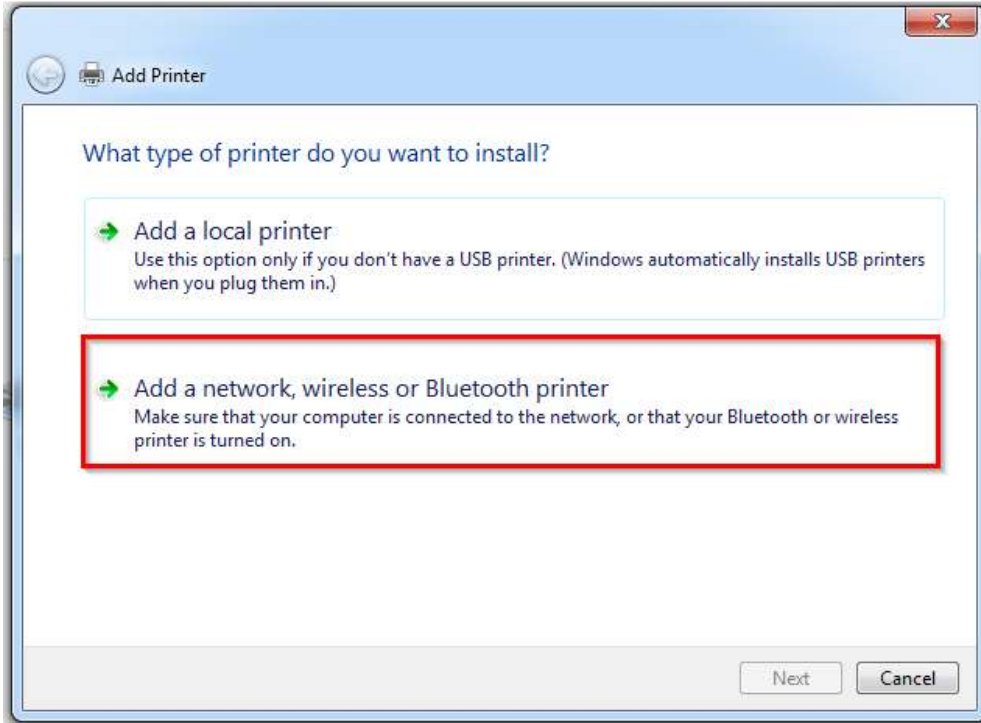 Add Printer
What type of printer do you want to install?
Add a local printer
Use this option only if you don't have a USB printer. (Windows automatically installs USB printers
when you plug them in.)
Add a network, wireless or Bluetooth printer
Make sure that your computer is connected to the network, or that your Bluetooth or wireless
printer is turned on.
Next
Cancel